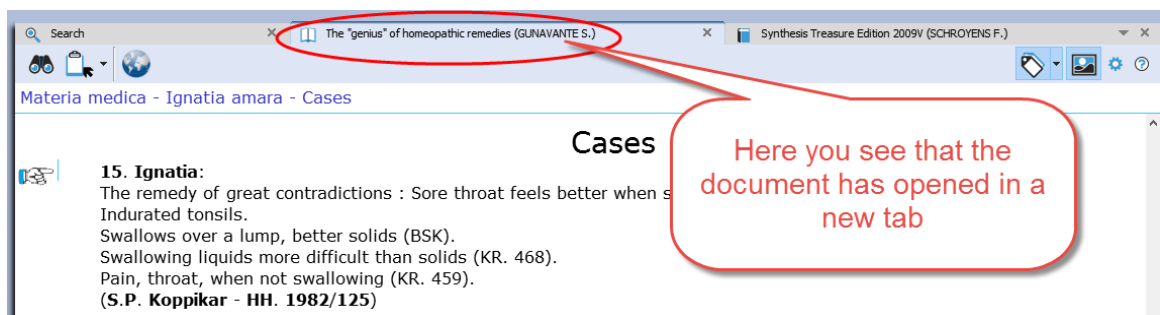 Search
The "genius" of homeopathic remedies (GUNAVANTE S.)
Synthesis Treasure Edition 2009V (SCHROYENS F.)
Materia medica - Ignatia amara - Cases
Cases
15. Ignatia:
The remedy of great contradictions : Sore throat feels better when s
Indurated tonsils.
Swallows over a lump, better solids (BSK).
Swallowing liquids more difficult than solids (KR. 468).
Pain, throat, when not swallowing (KR. 459).
(S.P. Koppikar - HH. 1982/125)
Here you see that the
document has opened in a
new tab